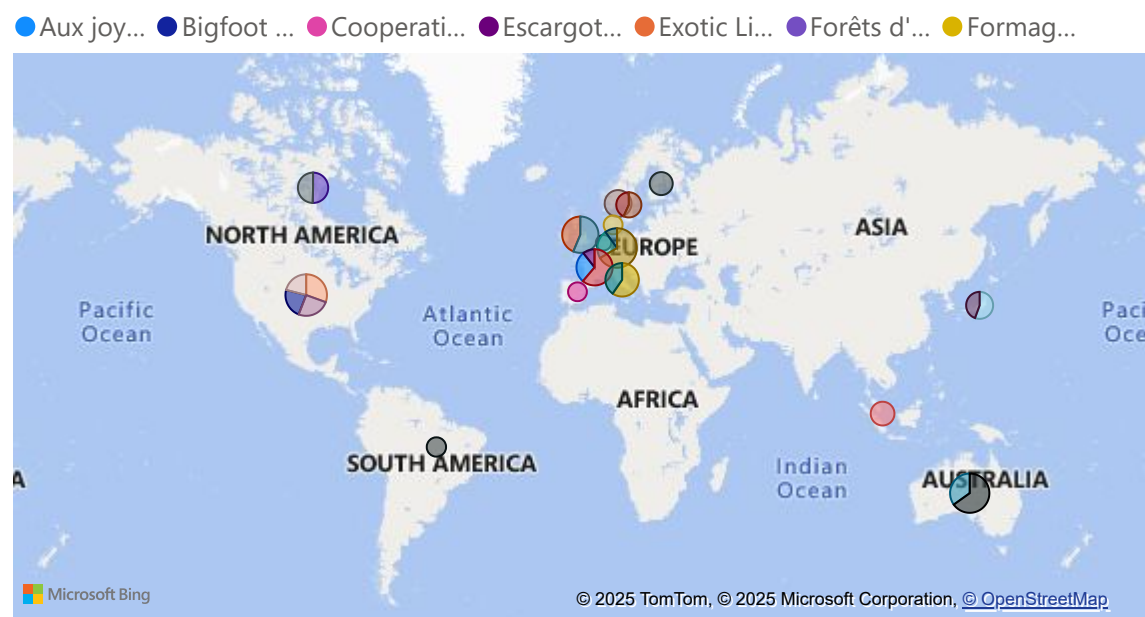 Aux joy... Bigfoot ... Cooperati... Escargot... Exotic Li... Forêts d'... Formag...
NORTH AMERICA
EUROPE
ASIA
Pacific
Ocean
Atlantic
Ocean
Paci
Oce
AFRICA
SOUTH AMERICA
Indian
Ocean
A
AUSTRALIA
Microsoft Bing
© 2025 TomTom, © 2025 Microsoft Corporation, © OpenStreetMap